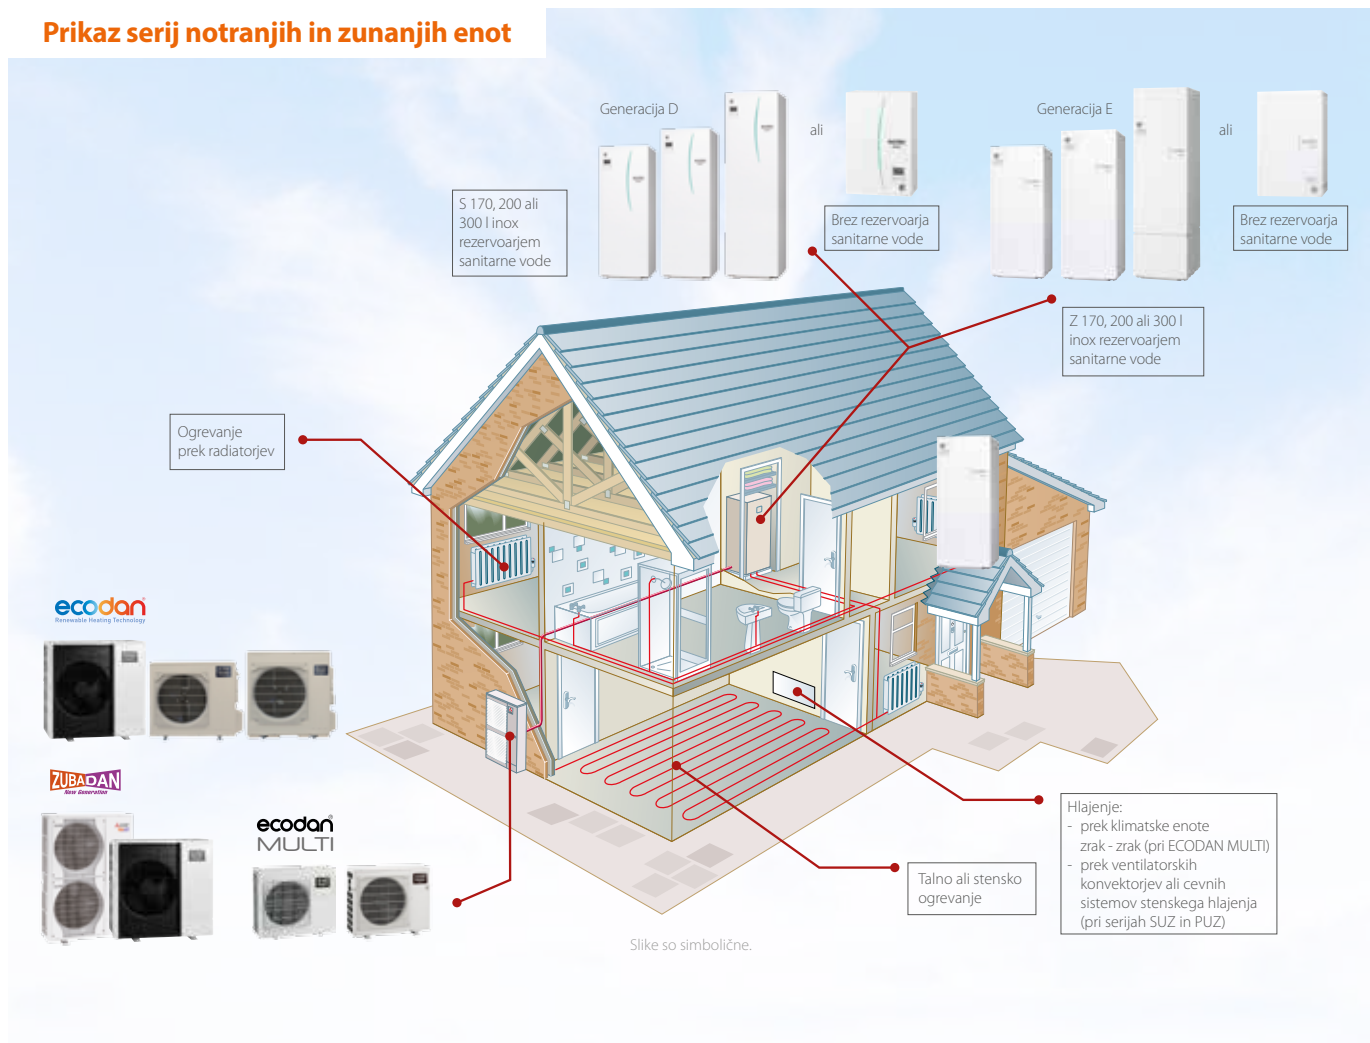 Prikaz serij notranjih in zunanjih enot
Generacija D
ali
Generacija E
ali
S 170, 200 ali
300 l inox
rezervoarjem
sanitarne vode
Brez rezervoarja
sanitarne vode
Brez rezervoarja
sanitarne vode
Z 170, 200 ali 300 l
inox rezervoarjem
sanitarne vode
Ogrevanje
prek radiatorjev
ecodan
Renewable Heating Technology
ZUBADAN
New Generation
ecodan
MULTI
Hlajenje:
- prek klimatske enote
zrak - zrak (pri ECODAN MULTI)
- prek ventilatorskih
konvektorjev ali cevnih
sistemov stenskega hlajenja
(pri serijah SUZ in PUZ)
Talno ali stensko
ogrevanje
Slike so simbolične.